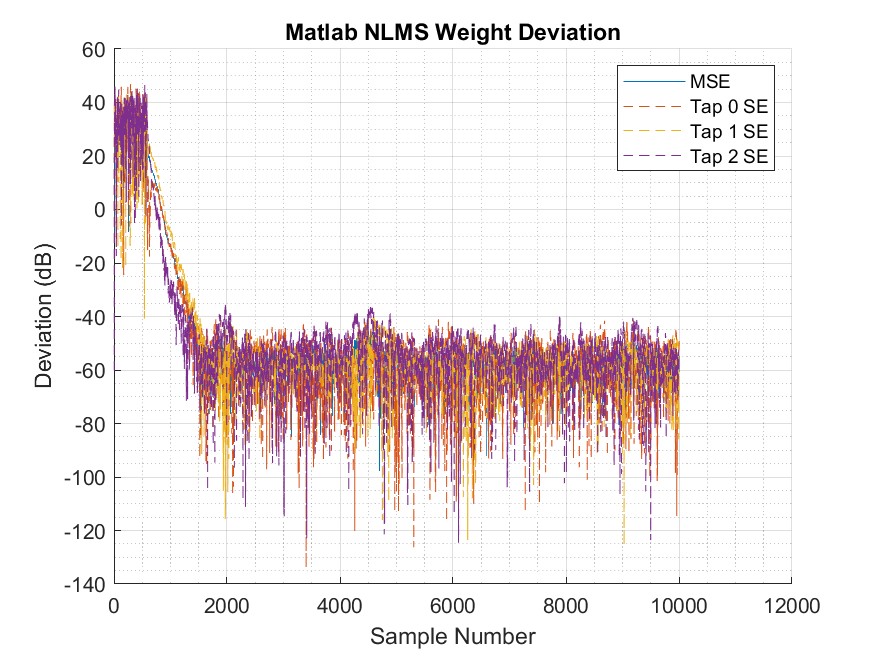 Matlab NLMS Weight Deviation
60
40
20
0
-20
-40
-60
-80
-100
-120
-140
Deviation (dB)
MSE
Tap 0 SE
Tap 1 SE
Tap 2 SE
0 2000 4000 6000 8000 10000 12000
Sample Number